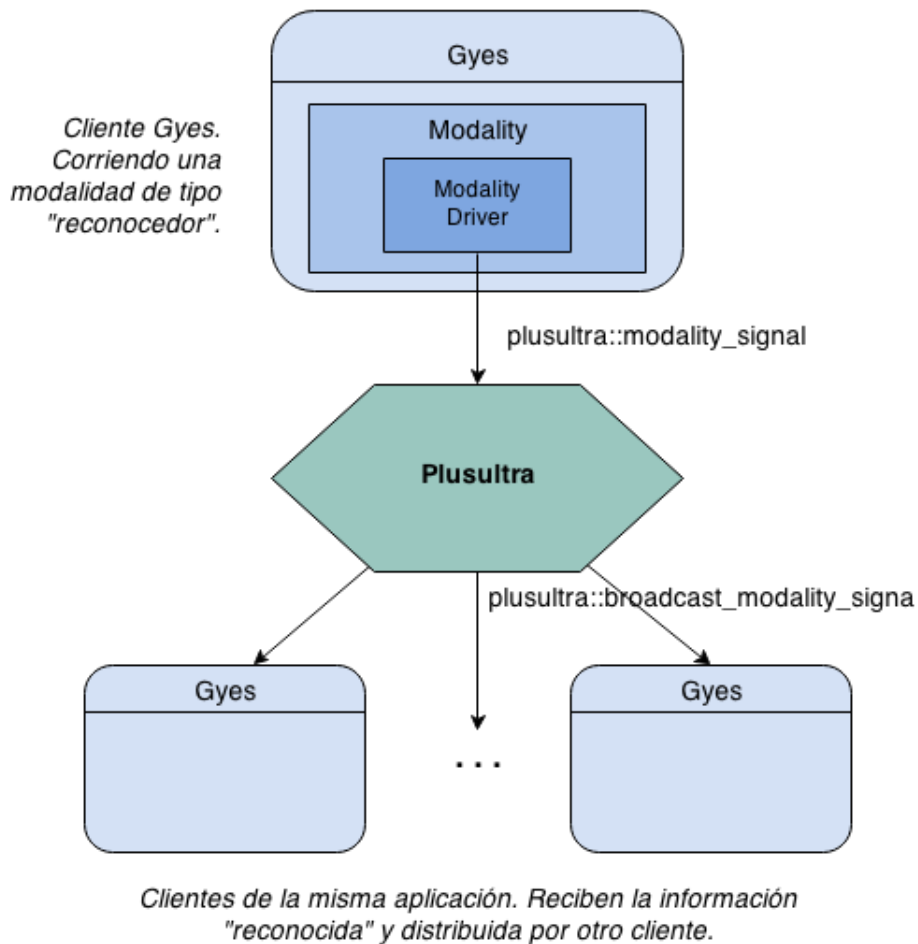 Gyes
Cliente Gyes.
Corriendo una
modalidad de tipo
"reconocedor".
Modality
Modality
Driver
plusultra::modality_signal
Plusultra
plusultra::broadcast_modality_signa
Gyes
Gyes
...
Clientes de la misma aplicación. Reciben la información
"reconocida" y distribuida por otro cliente.